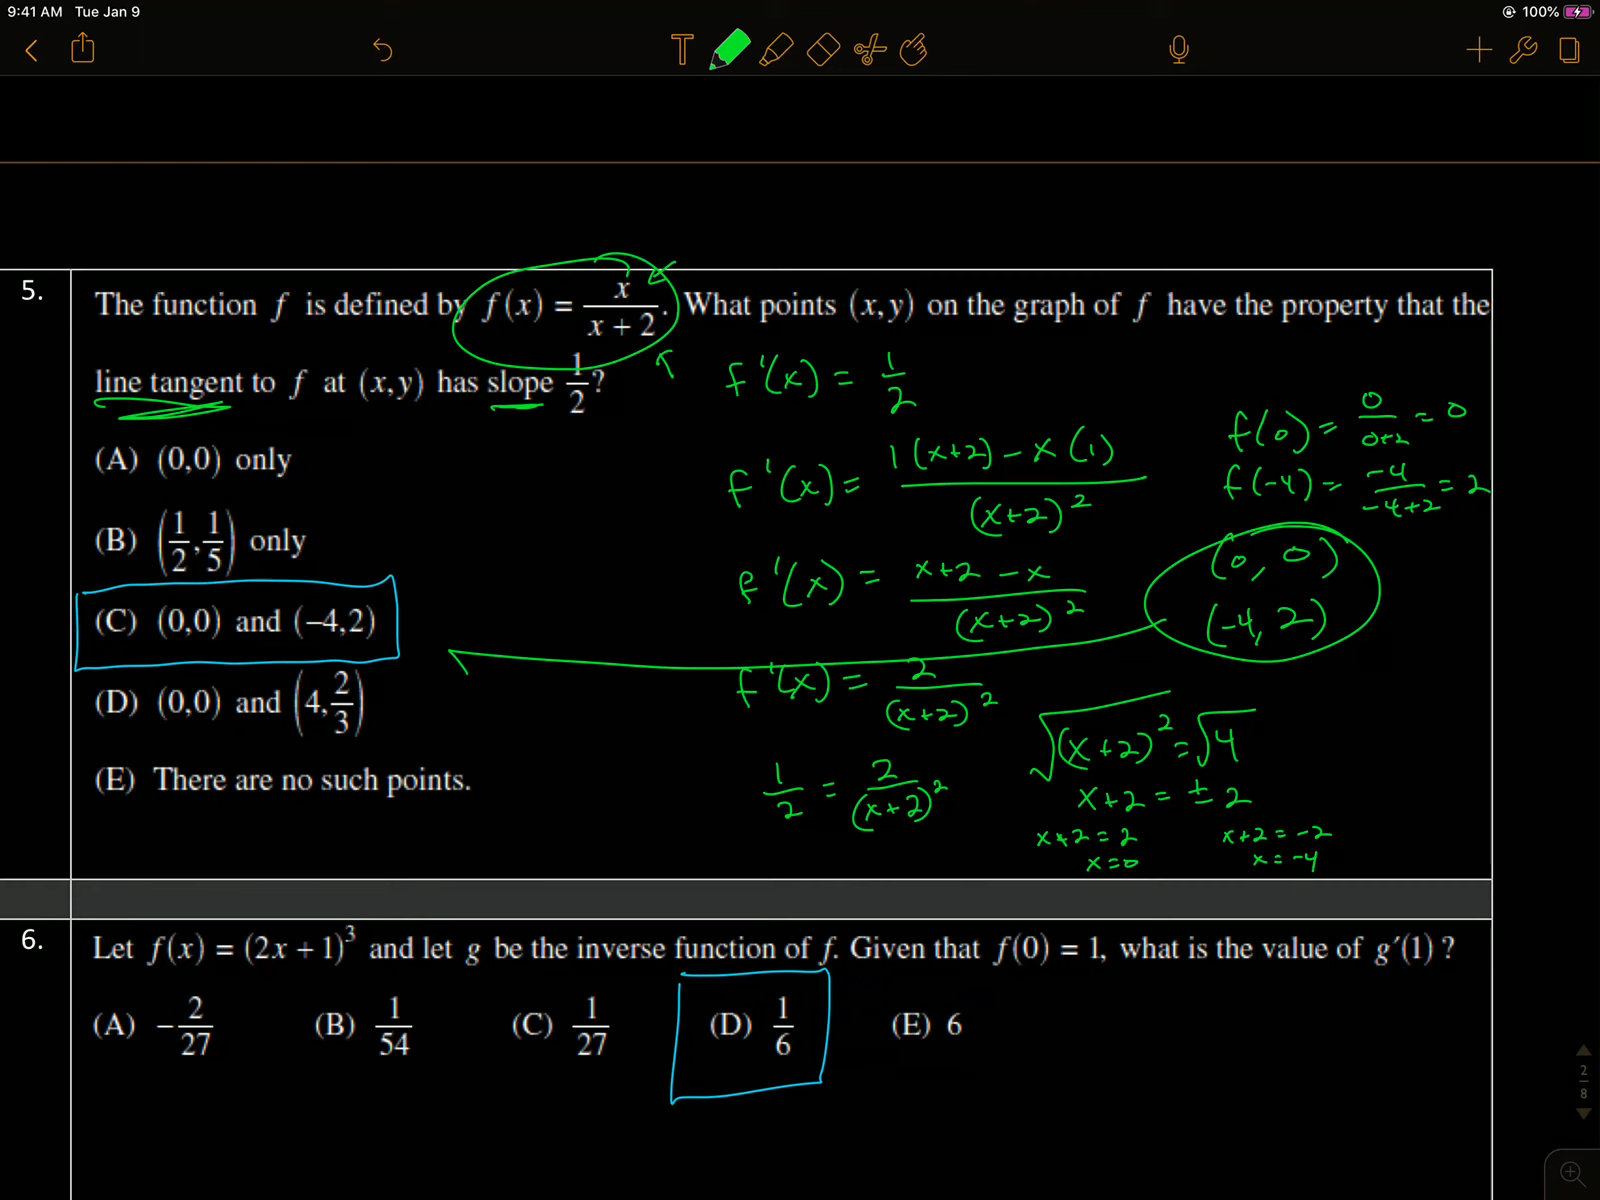 9:41 AM Tue Jan 9
100%
T
5.
The function f is defined by f(x) = x/(x + 2). What points (x,y) on the graph of f have the property that the
line tangent to f at (x,y) has slope 1/2?
(A) (0,0) only
(B) (1/2, 1/5) only
(C) (0,0) and (−4,2)
(D) (0,0) and (4, 2/3)
(E) There are no such points.
f'(x) = 1/2
f'(x) = (1(x+2) − x(1))/(x+2)²
f'(x) = (x+2 − x)/(x+2)²
f'(x) = 2/(x+2)²
1/2 = 2/(x+2)²
√(x+2)² = √4
x+2 = ± 2
x+2 = 2
x=0
x+2 = −2
x = −4
f(0) = 0/(0+2) = 0
f(−4) = −4/(−4+2) = 2
(0, 0)
(−4, 2)
6.
Let f(x) = (2x + 1)³ and let g be the inverse function of f. Given that f(0) = 1, what is the value of g′(1) ?
(A) −2/27 (B) 1/54 (C) 1/27 (D) 1/6 (E) 6
2/8